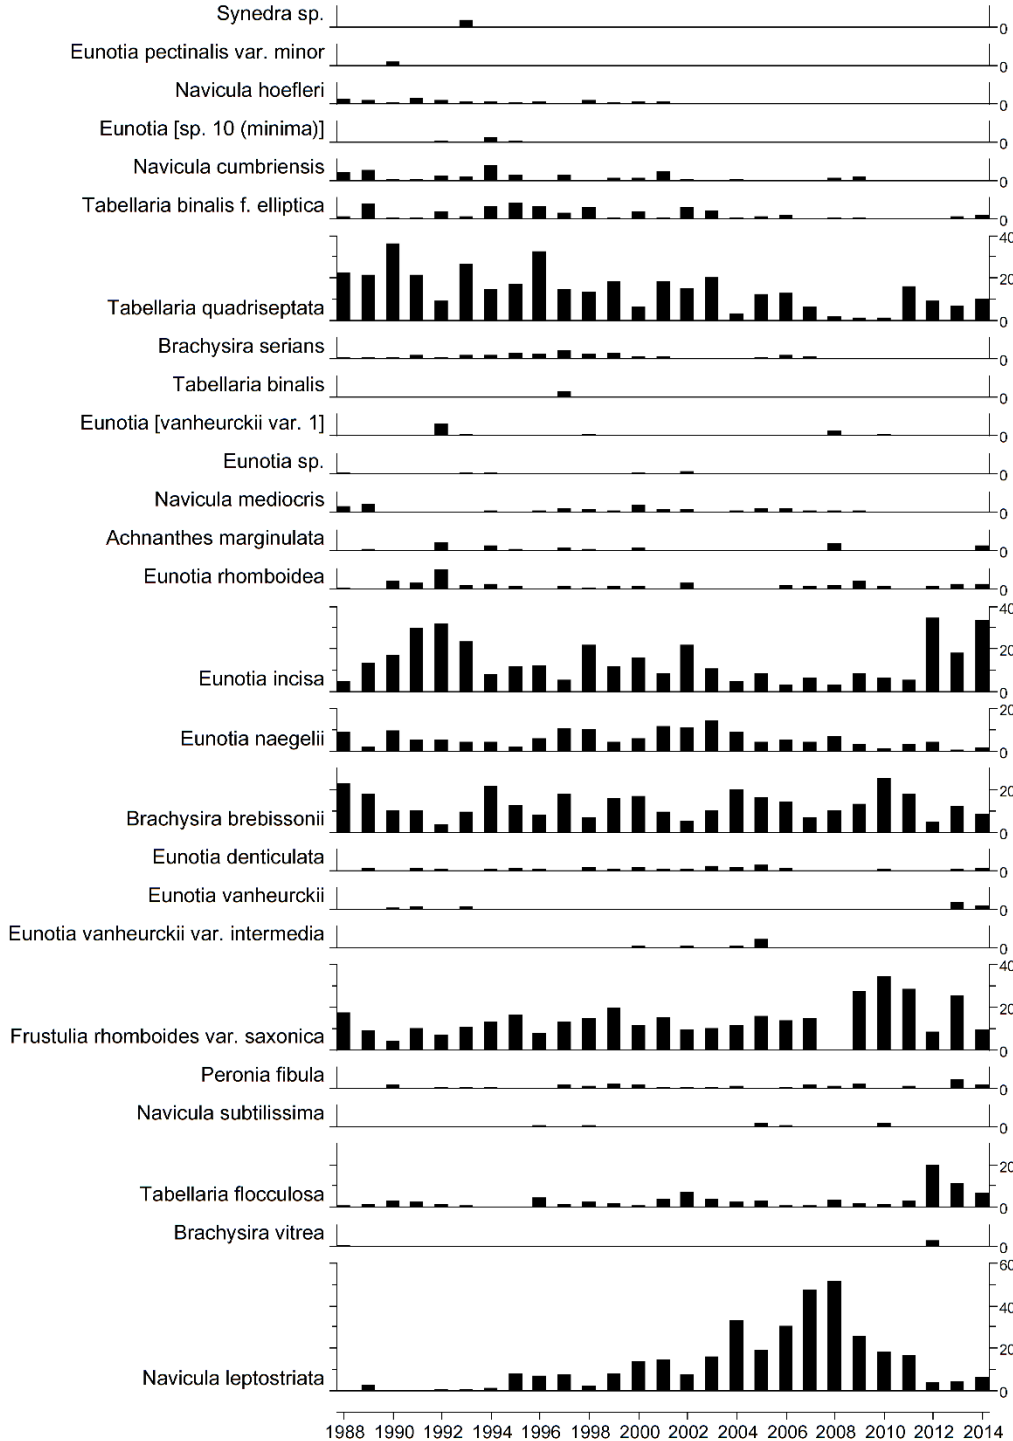 Synedra sp.
0
Eunotia pectinalis var. minor
0
Navicula hoefleri
0
Eunotia [sp. 10 (minima)]
0
Navicula cumbriensis
0
Tabellaria binalis f. elliptica
0
40
20
Tabellaria quadriseptata
0
Brachysira serians
0
Tabellaria binalis
0
Eunotia [vanheurckii var. 1]
0
Eunotia sp.
0
Navicula mediocris
0
Achnanthes marginulata
0
Eunotia rhomboidea
0
40
20
Eunotia incisa
0
20
Eunotia naegelii
0
20
Brachysira brebissonii
0
Eunotia denticulata
0
Eunotia vanheurckii
0
Eunotia vanheurckii var. intermedia
0
40
20
Frustulia rhomboides var. saxonica
0
Peronia fibula
0
Navicula subtilissima
0
20
Tabellaria flocculosa
0
Brachysira vitrea
0
60
40
20
Navicula leptostriata
0
1988 1990 1992 1994 1996 1998 2000 2002 2004 2006 2008 2010 2012 2014